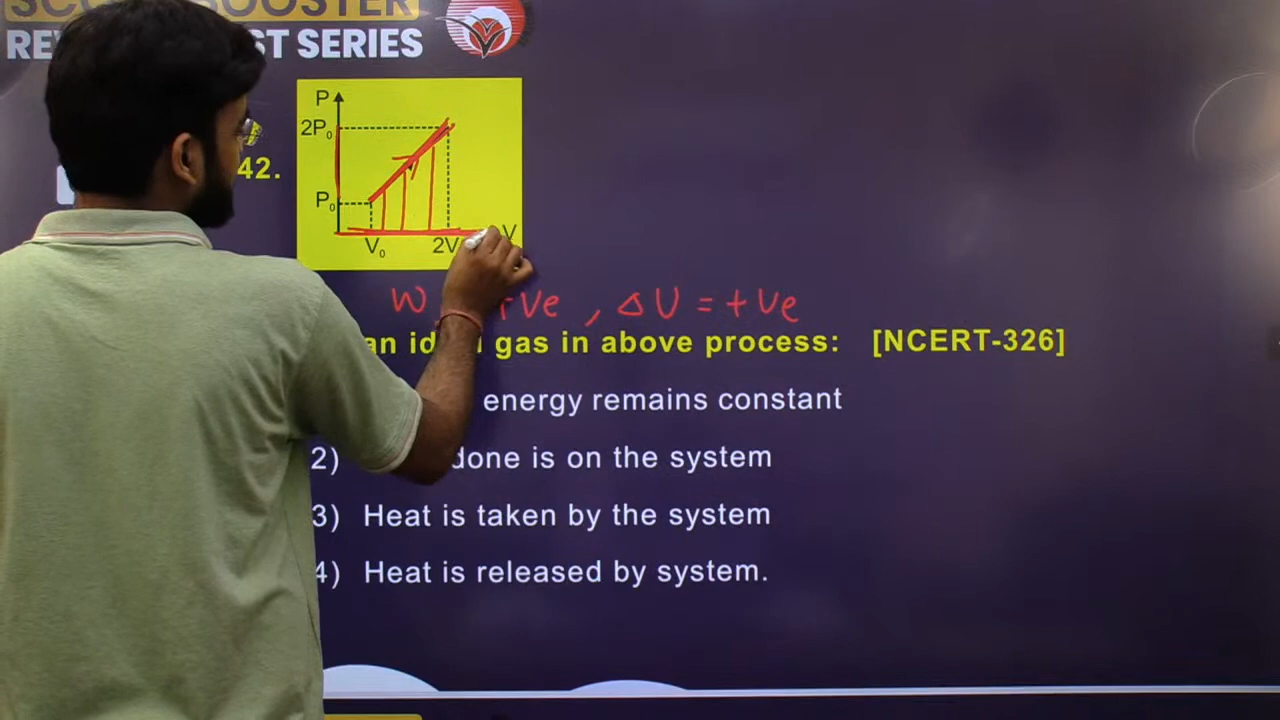 BOOSTER
ST SERIES
42.
P
2P₀
P₀
V₀ 2V V
W +ve , ΔU = +ve
an id gas in above process: [NCERT-326]
energy remains constant
2) done is on the system
3) Heat is taken by the system
4) Heat is released by system.